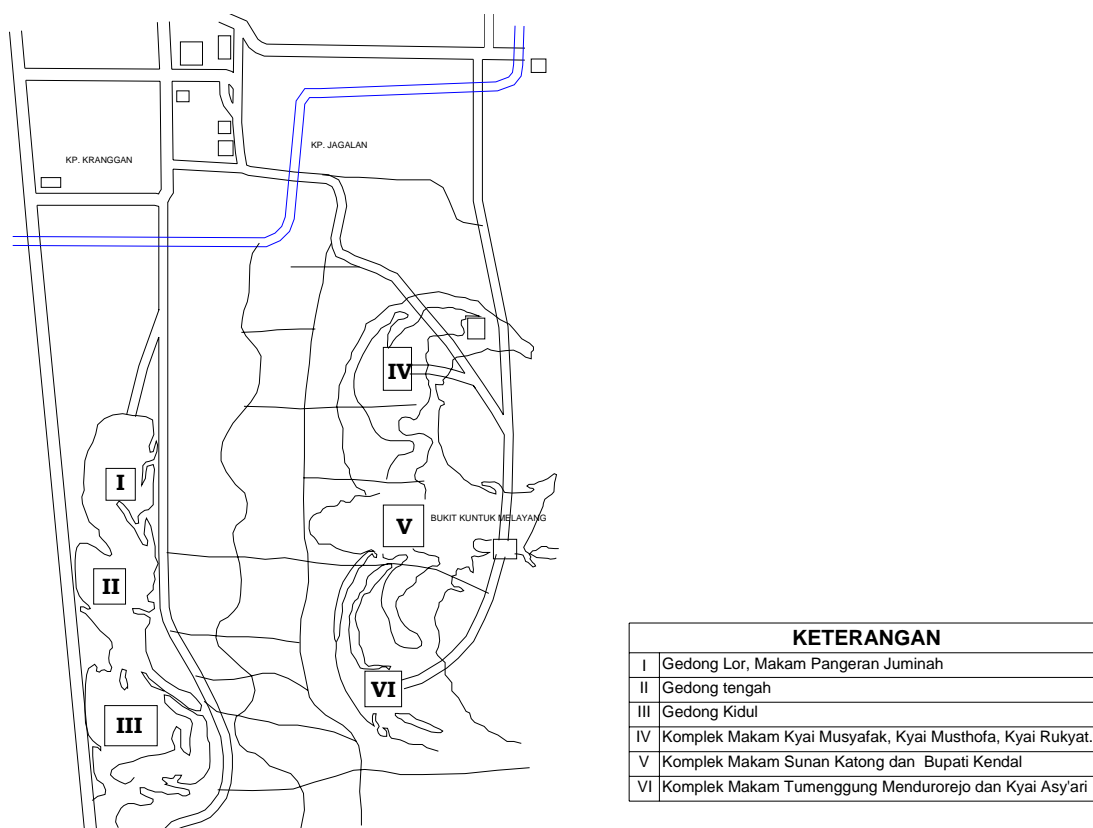 KP. JAGALAN
KP. KRANGGAN
IV
I
V
BUKIT KUNTUK MELAYANG
II
VI
III
KETERANGAN
I Gedong Lor, Makam Pangeran Juminah
II Gedong tengah
III Gedong Kidul
IV Komplek Makam Kyai Musyafak, Kyai Musthofa, Kyai Rukyat.
V Komplek Makam Sunan Katong dan Bupati Kendal
VI Komplek Makam Tumenggung Mendurorejo dan Kyai Asy'ari